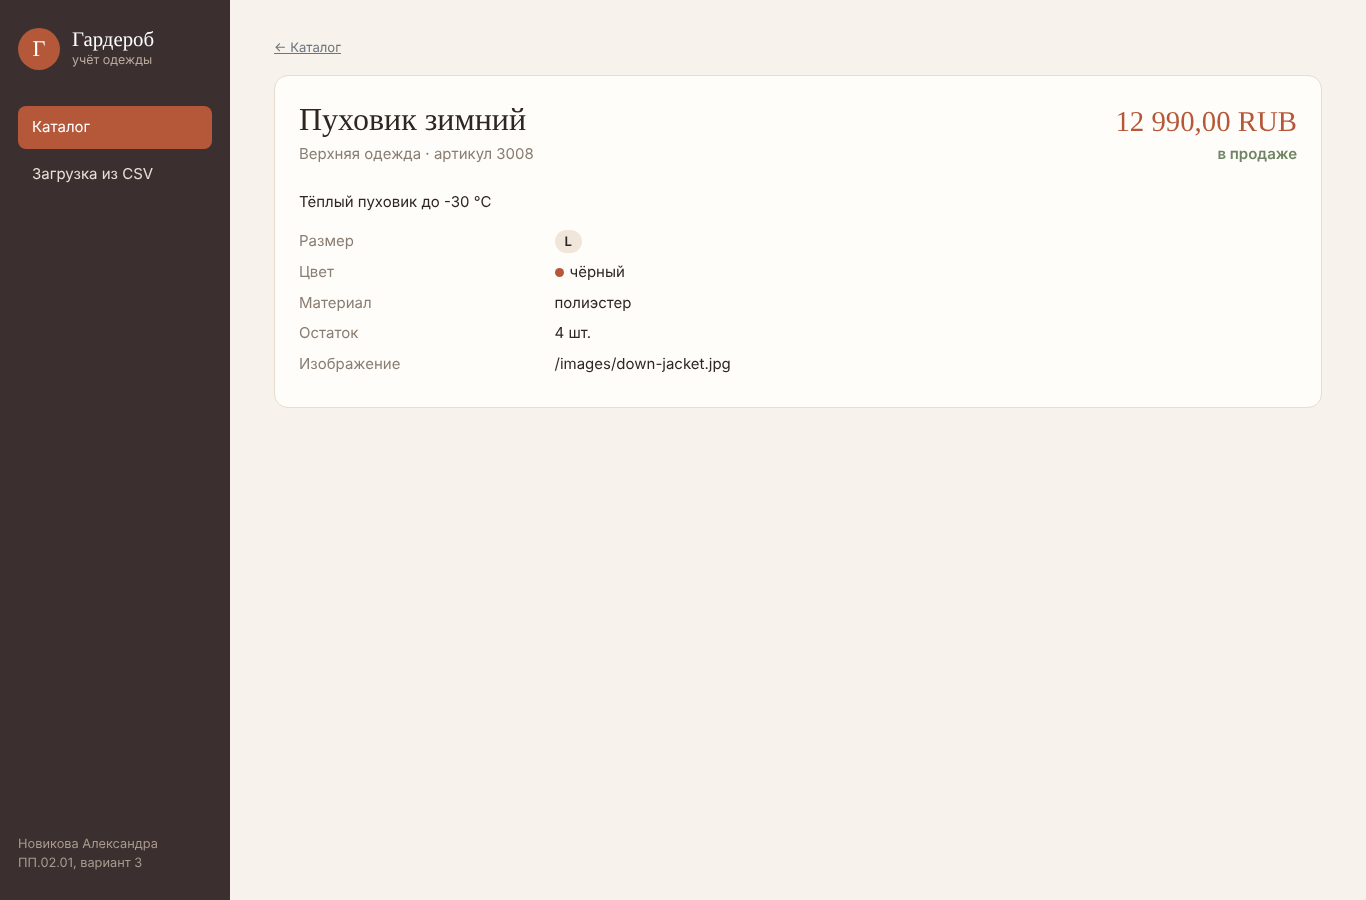 Г
Гардероб
учёт одежды
Каталог
Загрузка из CSV
Новикова Александра
ПП.02.01, вариант 3
← Каталог
Пуховик зимний
12 990,00 RUB
Верхняя одежда · артикул 3008
в продаже
Тёплый пуховик до -30 °C
Размер L
Цвет чёрный
Материал полиэстер
Остаток 4 шт.
Изображение /images/down-jacket.jpg